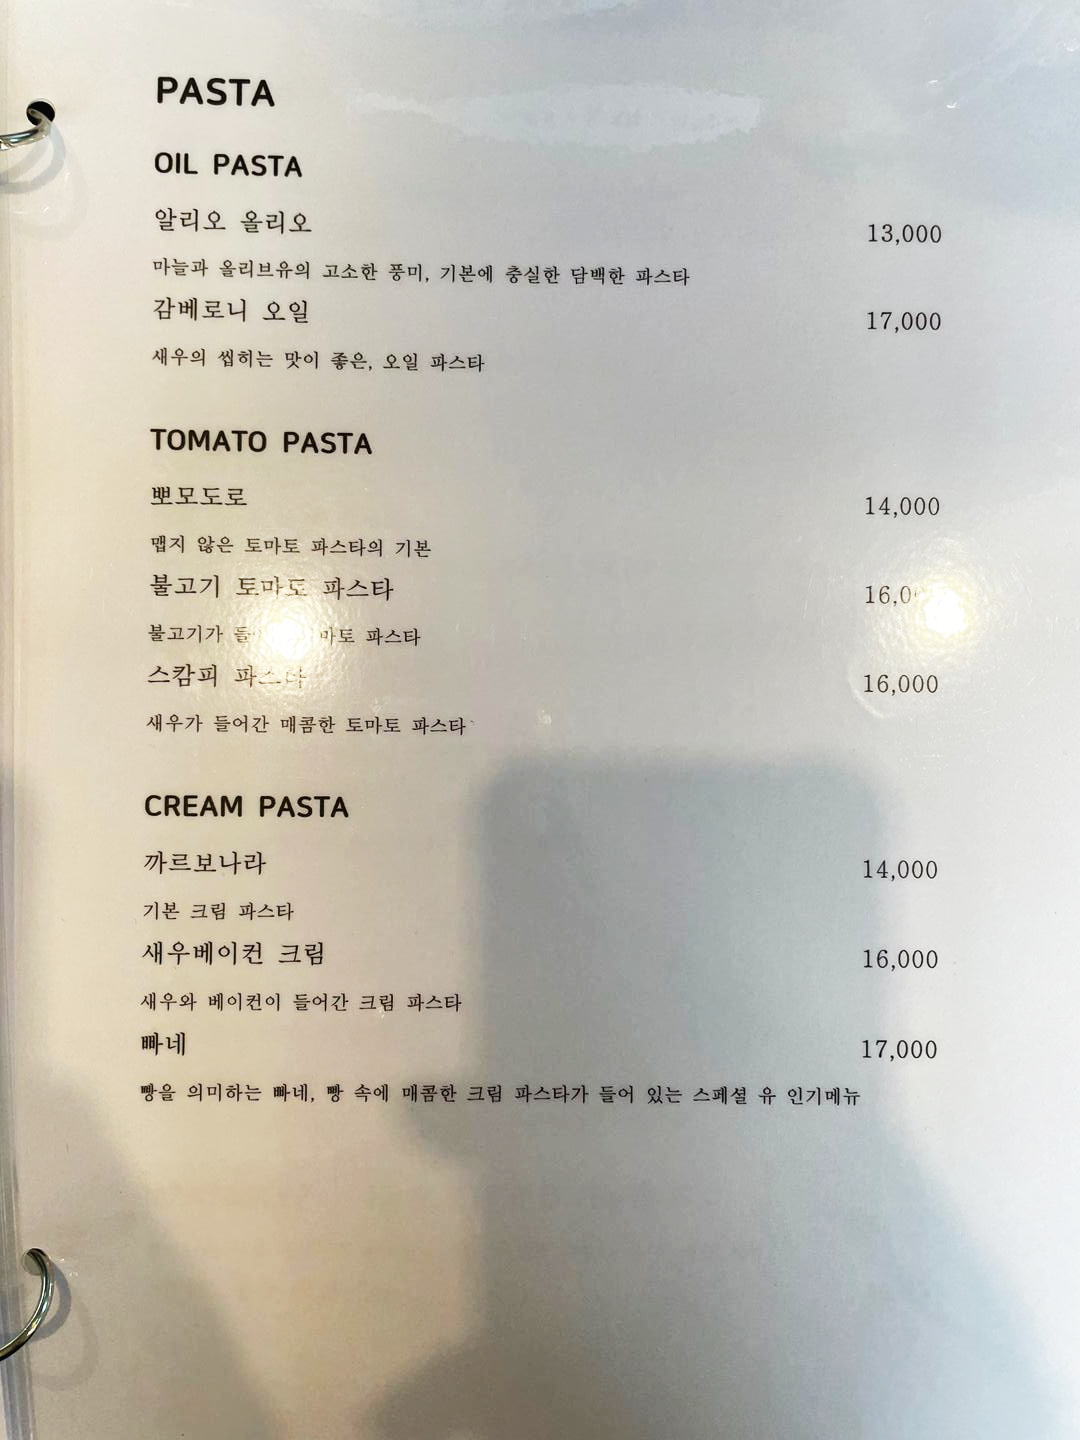 PASTA
OIL PASTA
알리오 올리오 13,000
마늘과 올리브유의 고소한 풍미, 기본에 충실한 담백한 파스타
감베로니 오일 17,000
새우의 씹히는 맛이 좋은, 오일 파스타
TOMATO PASTA
뽀모도로 14,000
맵지 않은 토마토 파스타의 기본
불고기 토마토 파스타
불고기가 파스타
스캄피 파스타 16,000
새우가 들어간 매콤한 토마토 파스타
CREAM PASTA
까르보나라 14,000
기본 크림 파스타
새우베이컨 크림 16,000
새우와 베이컨이 들어간 크림 파스타
빠네 17,000
빵을 의미하는 빠네, 빵 속에 매콤한 크림 파스타가 들어 있는 스페셜 유 인기메뉴